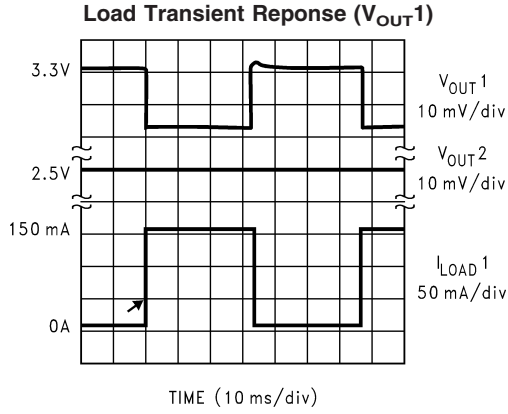 Load Transient Reponse (VOUT1)
3.3V
VOUT1
10 mV/div
2.5V
VOUT2
10 mV/div
150 mA
ILOAD1
50 mA/div
0A
TIME (10 ms/div)